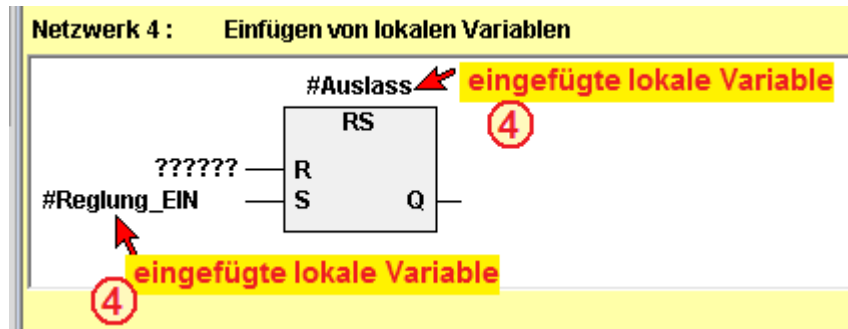 Netzwerk 4 : Einfügen von lokalen Variablen
#Auslass eingefügte lokale Variable
4
RS
?????? R
#Reglung_EIN S Q
eingefügte lokale Variable
4